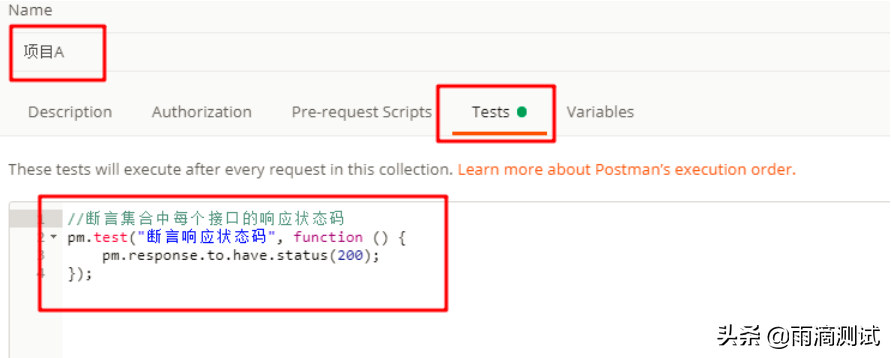 Name
项目A
Description Authorization Pre-request Scripts Tests Variables
These tests will execute after every request in this collection. Learn more about Postman's execution order.
1 //断言集合中每个接口的响应状态码
2 pm.test("断言响应状态码", function () {
3 pm.response.to.have.status(200);
4 });
头条 @雨滴测试